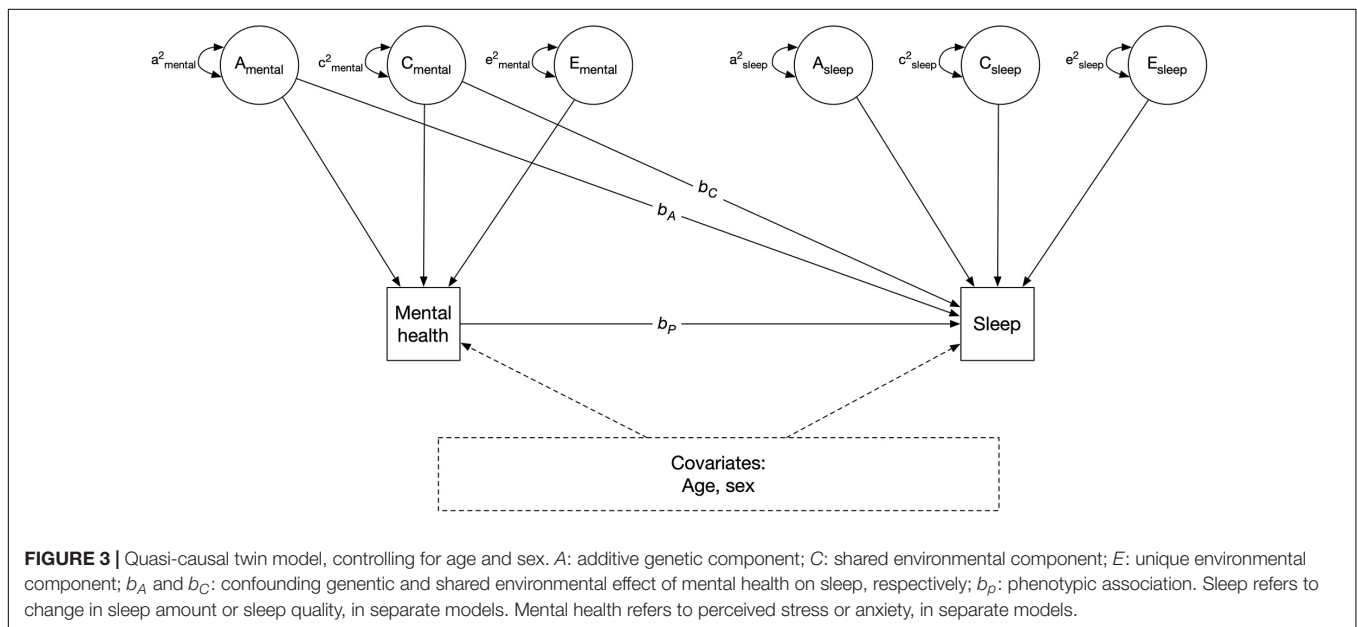 a²mental
Amental
c²mental
Cmental
e²mental
Emental
a²sleep
Asleep
c²sleep
Csleep
e²sleep
Esleep
bC
bA
Mental
health
bP
Sleep
Covariates:
Age, sex
FIGURE 3 | Quasi-causal twin model, controlling for age and sex. A: additive genetic component; C: shared environmental component; E: unique environmental
component; bA and bC: confounding genentic and shared environmental effect of mental health on sleep, respectively; bp: phenotypic association. Sleep refers to
change in sleep amount or sleep quality, in separate models. Mental health refers to perceived stress or anxiety, in separate models.